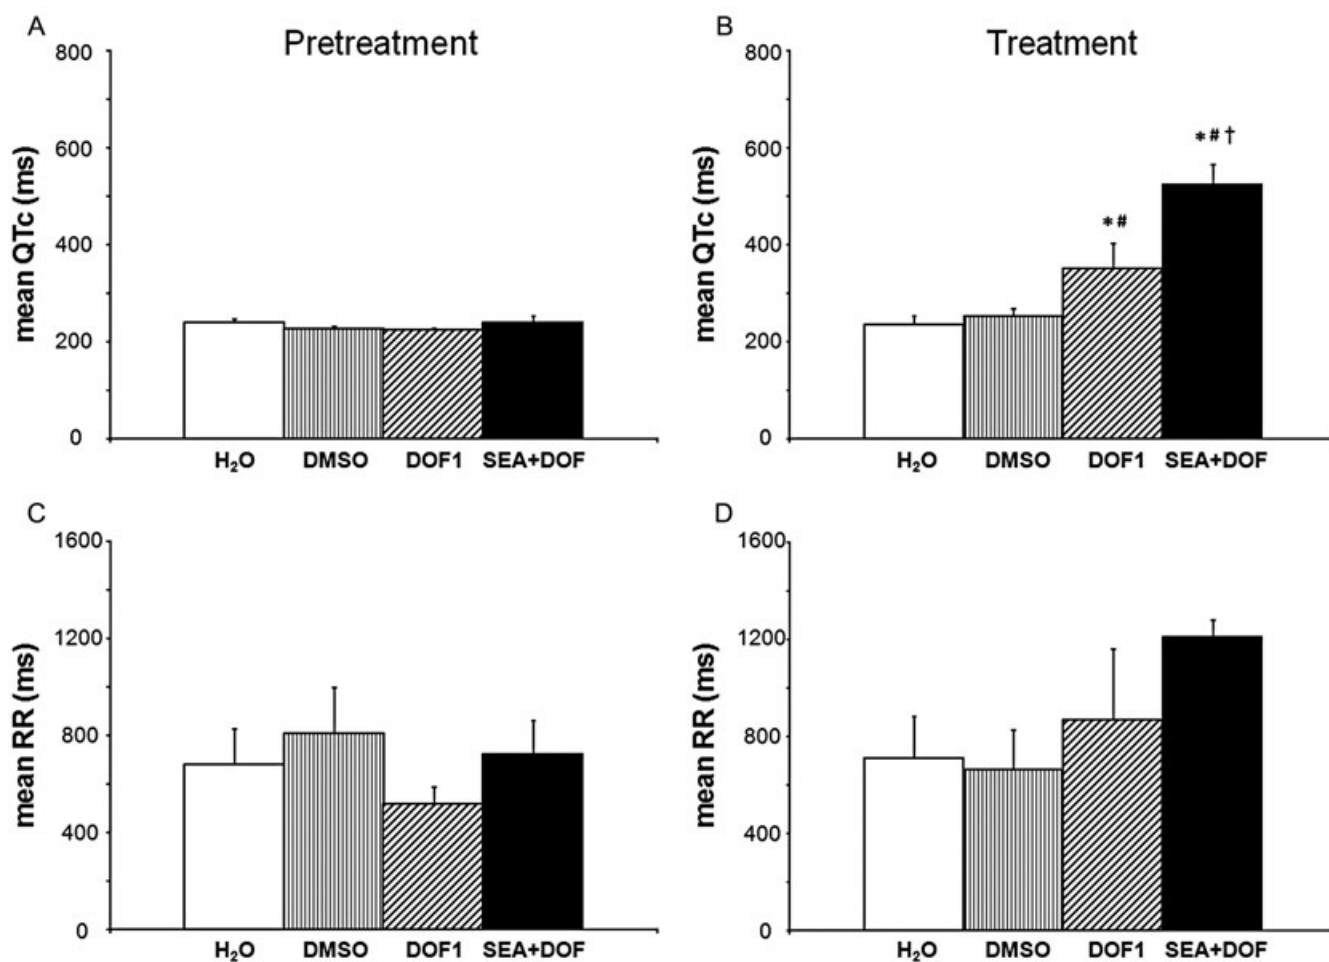 A
Pretreatment
800
600
400
200
0
mean QTc (ms)
H₂O DMSO DOF1 SEA+DOF
B
Treatment
800
600
400
200
0
mean QTc (ms)
*#
*#†
H₂O DMSO DOF1 SEA+DOF
C
1600
1200
800
400
0
mean RR (ms)
H₂O DMSO DOF1 SEA+DOF
D
1600
1200
800
400
0
mean RR (ms)
H₂O DMSO DOF1 SEA+DOF